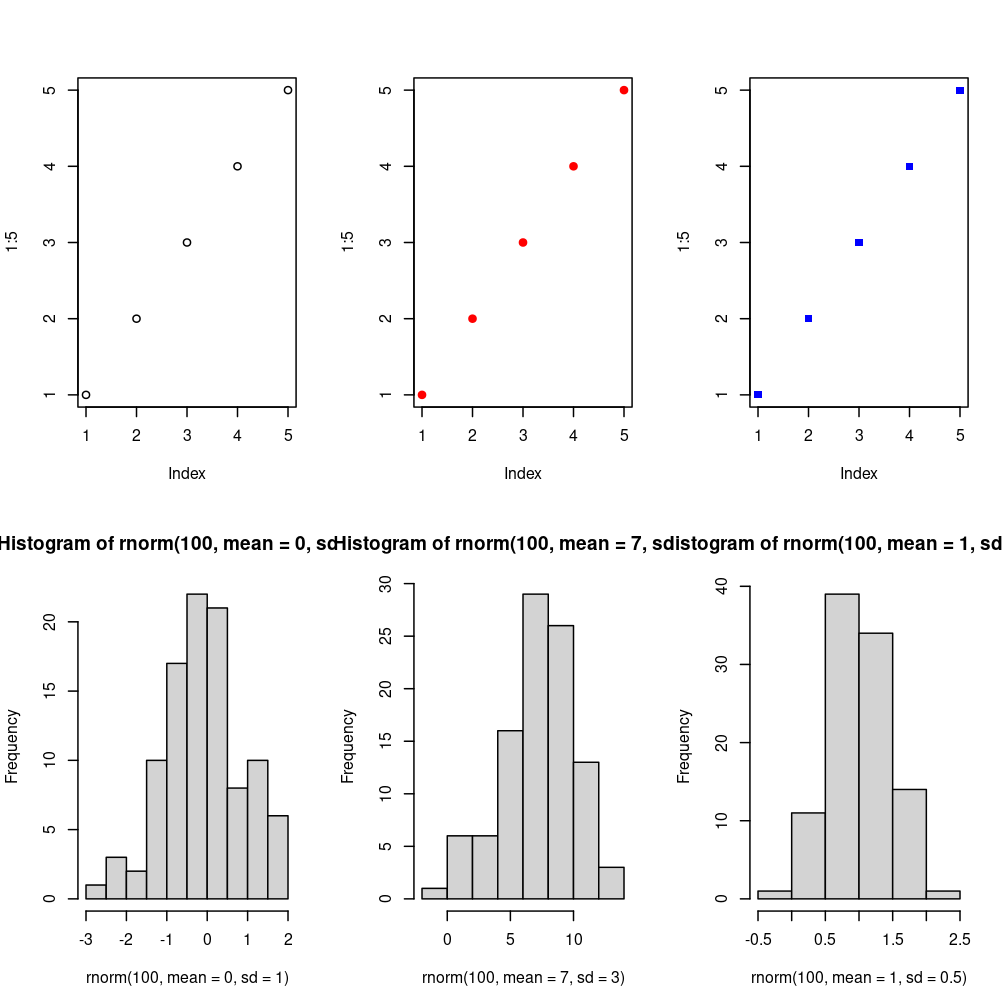 5
4
3
2
1
1:5
1 2 3 4 5
Index
5
4
3
2
1
1:5
1 2 3 4 5
Index
5
4
3
2
1
1:5
1 2 3 4 5
Index
Histogram of rnorm(100, mean = 0, sd
Histogram of rnorm(100, mean = 7, sd
istogram of rnorm(100, mean = 1, sd
20
15
10
5
0
Frequency
-3 -2 -1 0 1 2
rnorm(100, mean = 0, sd = 1)
30
25
20
15
10
5
0
Frequency
0 5 10
rnorm(100, mean = 7, sd = 3)
40
30
20
10
0
Frequency
-0.5 0.5 1.5 2.5
rnorm(100, mean = 1, sd = 0.5)